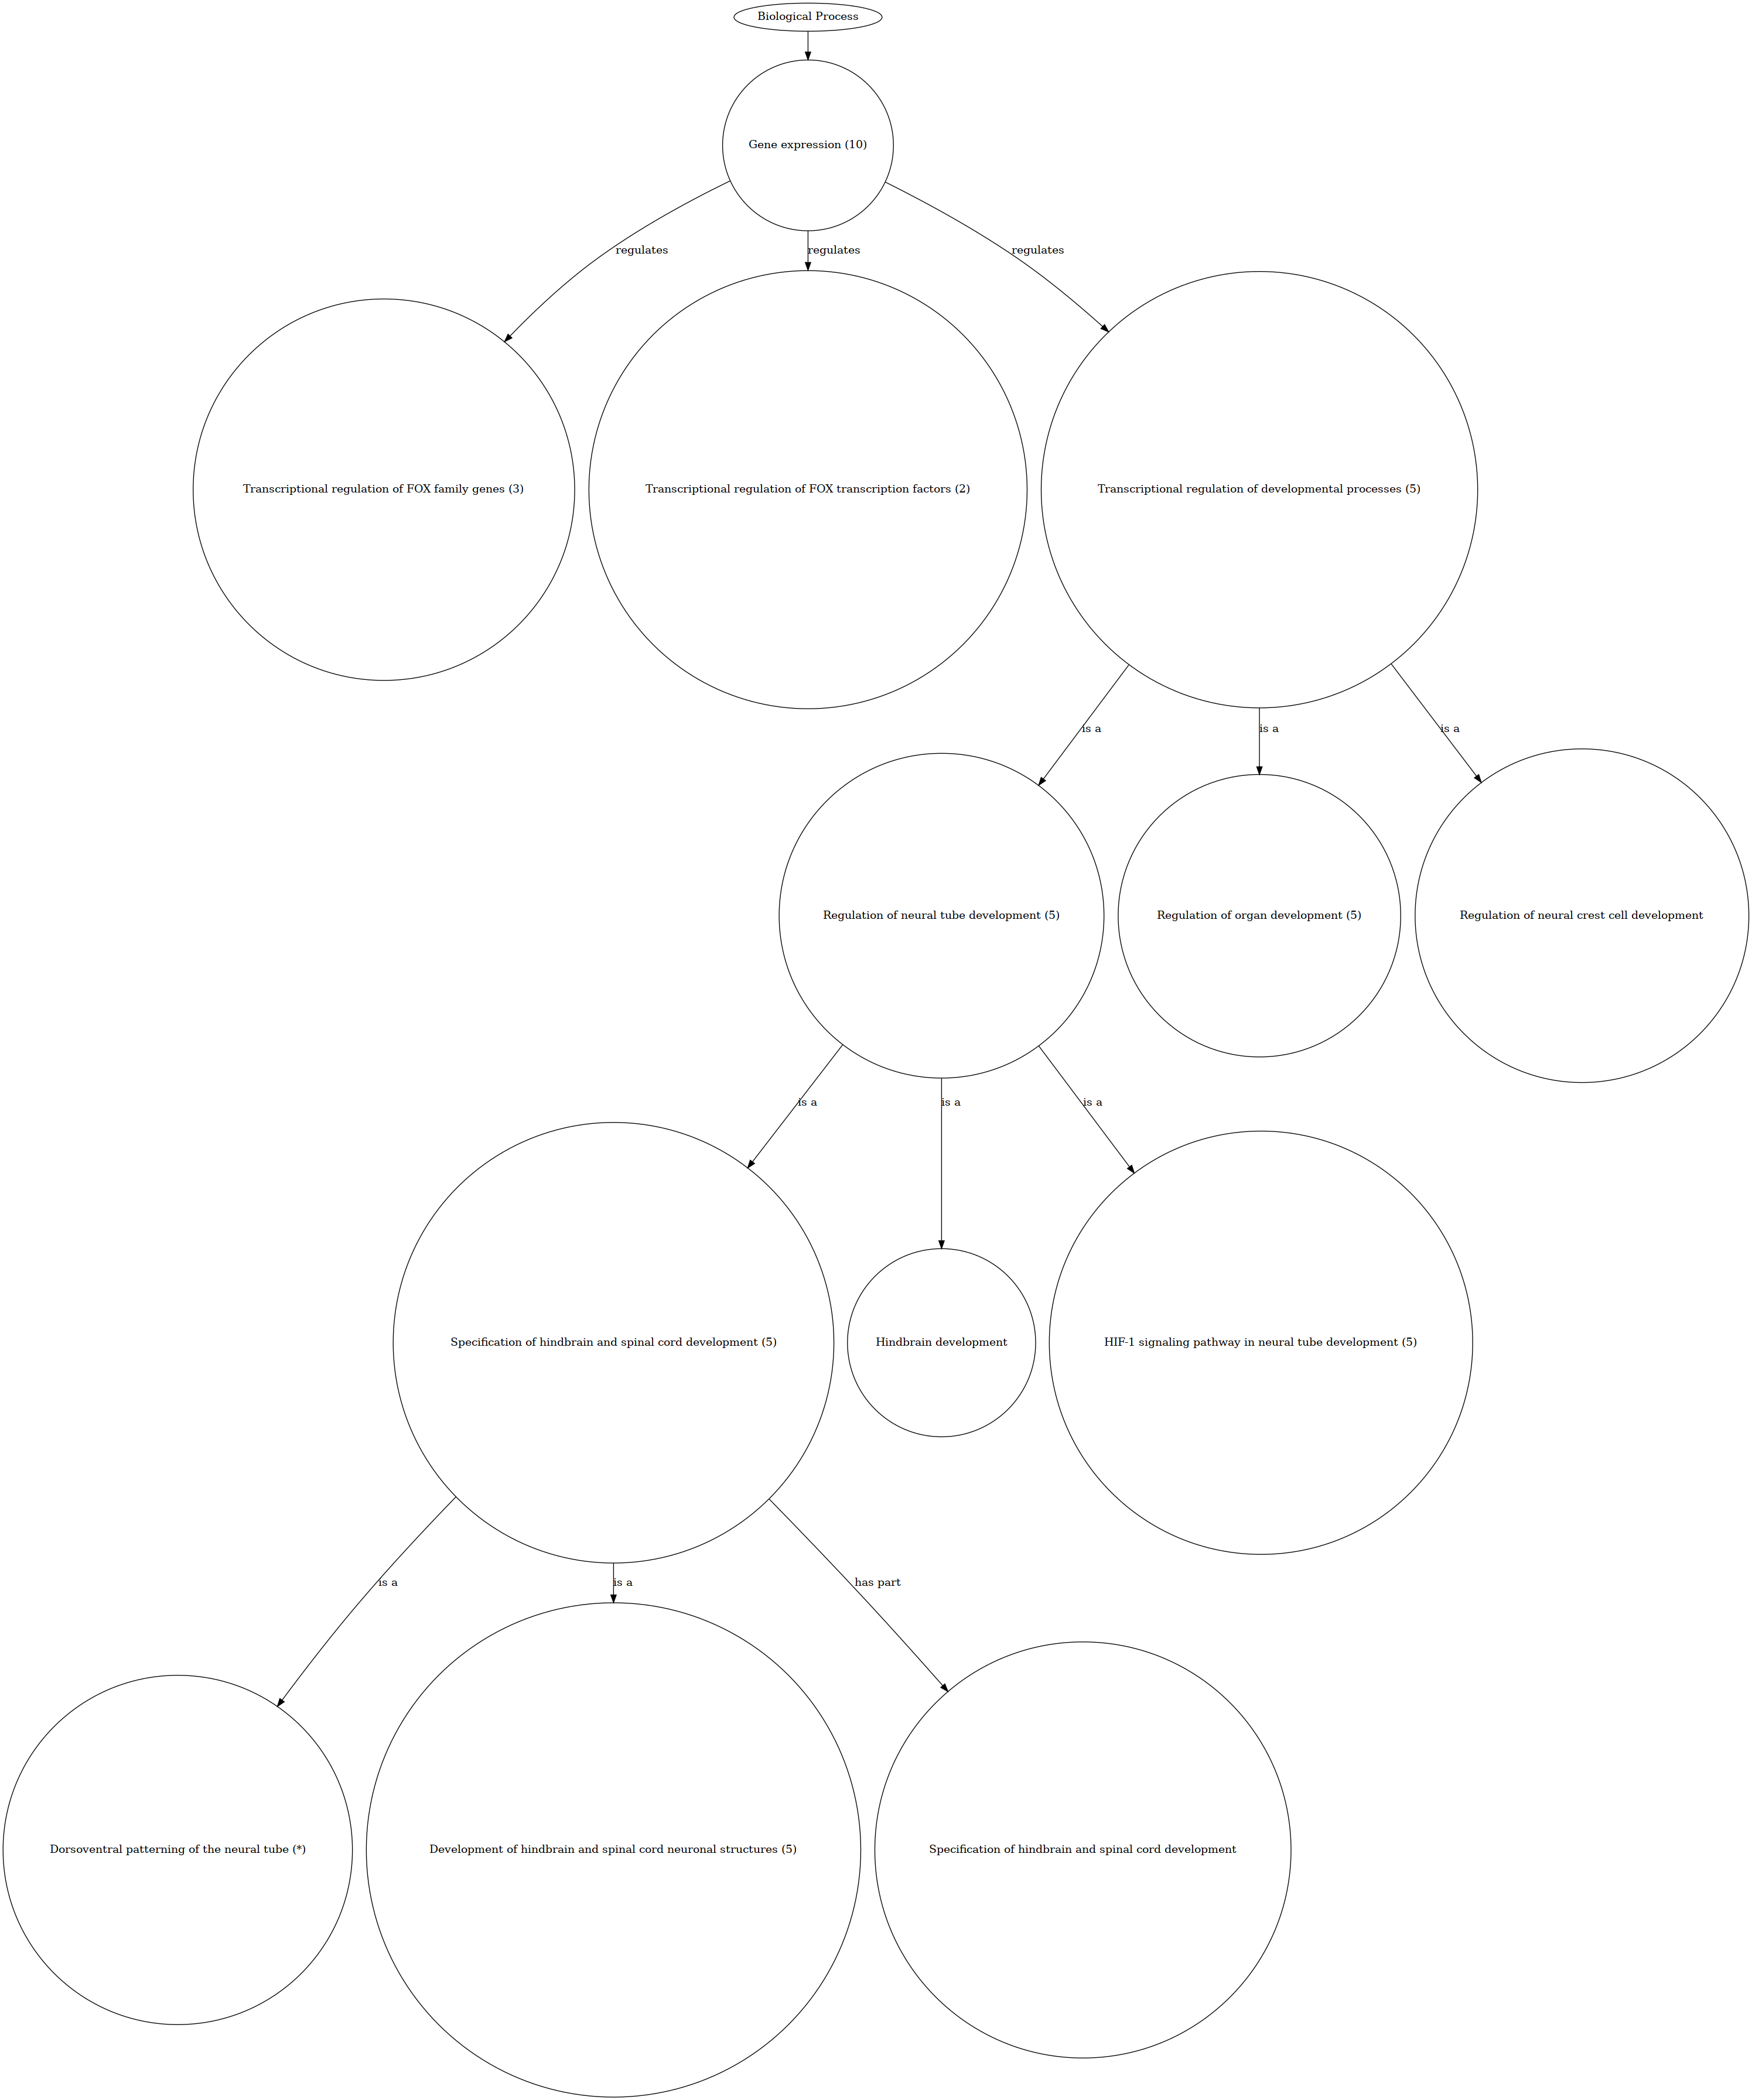 Biological Process
Gene expression (10)
regulates
regulates
regulates
Transcriptional regulation of FOX family genes (3)
Transcriptional regulation of FOX transcription factors (2)
Transcriptional regulation of developmental processes (5)
is a
is a
is a
Regulation of neural tube development (5)
Regulation of organ development (5)
Regulation of neural crest cell development
is a
is a
is a
Specification of hindbrain and spinal cord development (5)
Hindbrain development
HIF-1 signaling pathway in neural tube development (5)
is a
is a
has part
Dorsoventral patterning of the neural tube (*)
Development of hindbrain and spinal cord neuronal structures (5)
Specification of hindbrain and spinal cord development